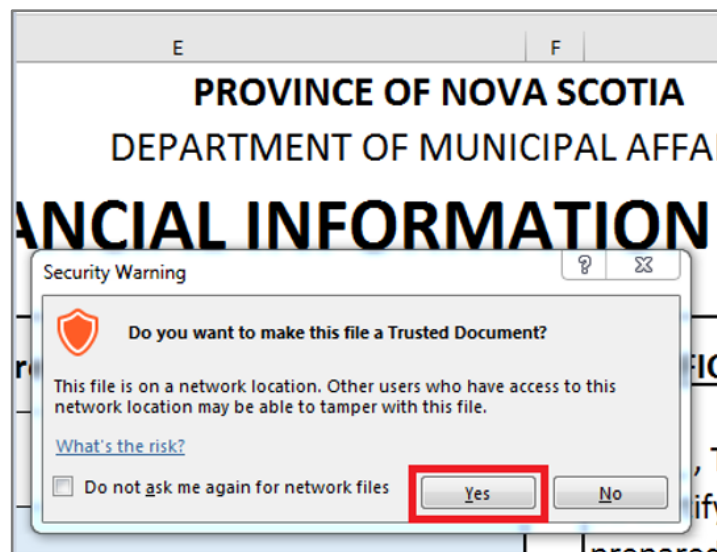 E F
PROVINCE OF NOVA SCOTIA
DEPARTMENT OF MUNICIPAL AFFA
ANCIAL INFORMATION
Security Warning
Do you want to make this file a Trusted Document?
This file is on a network location. Other users who have access to this
network location may be able to tamper with this file.
What's the risk?
Do not ask me again for network files
Yes No